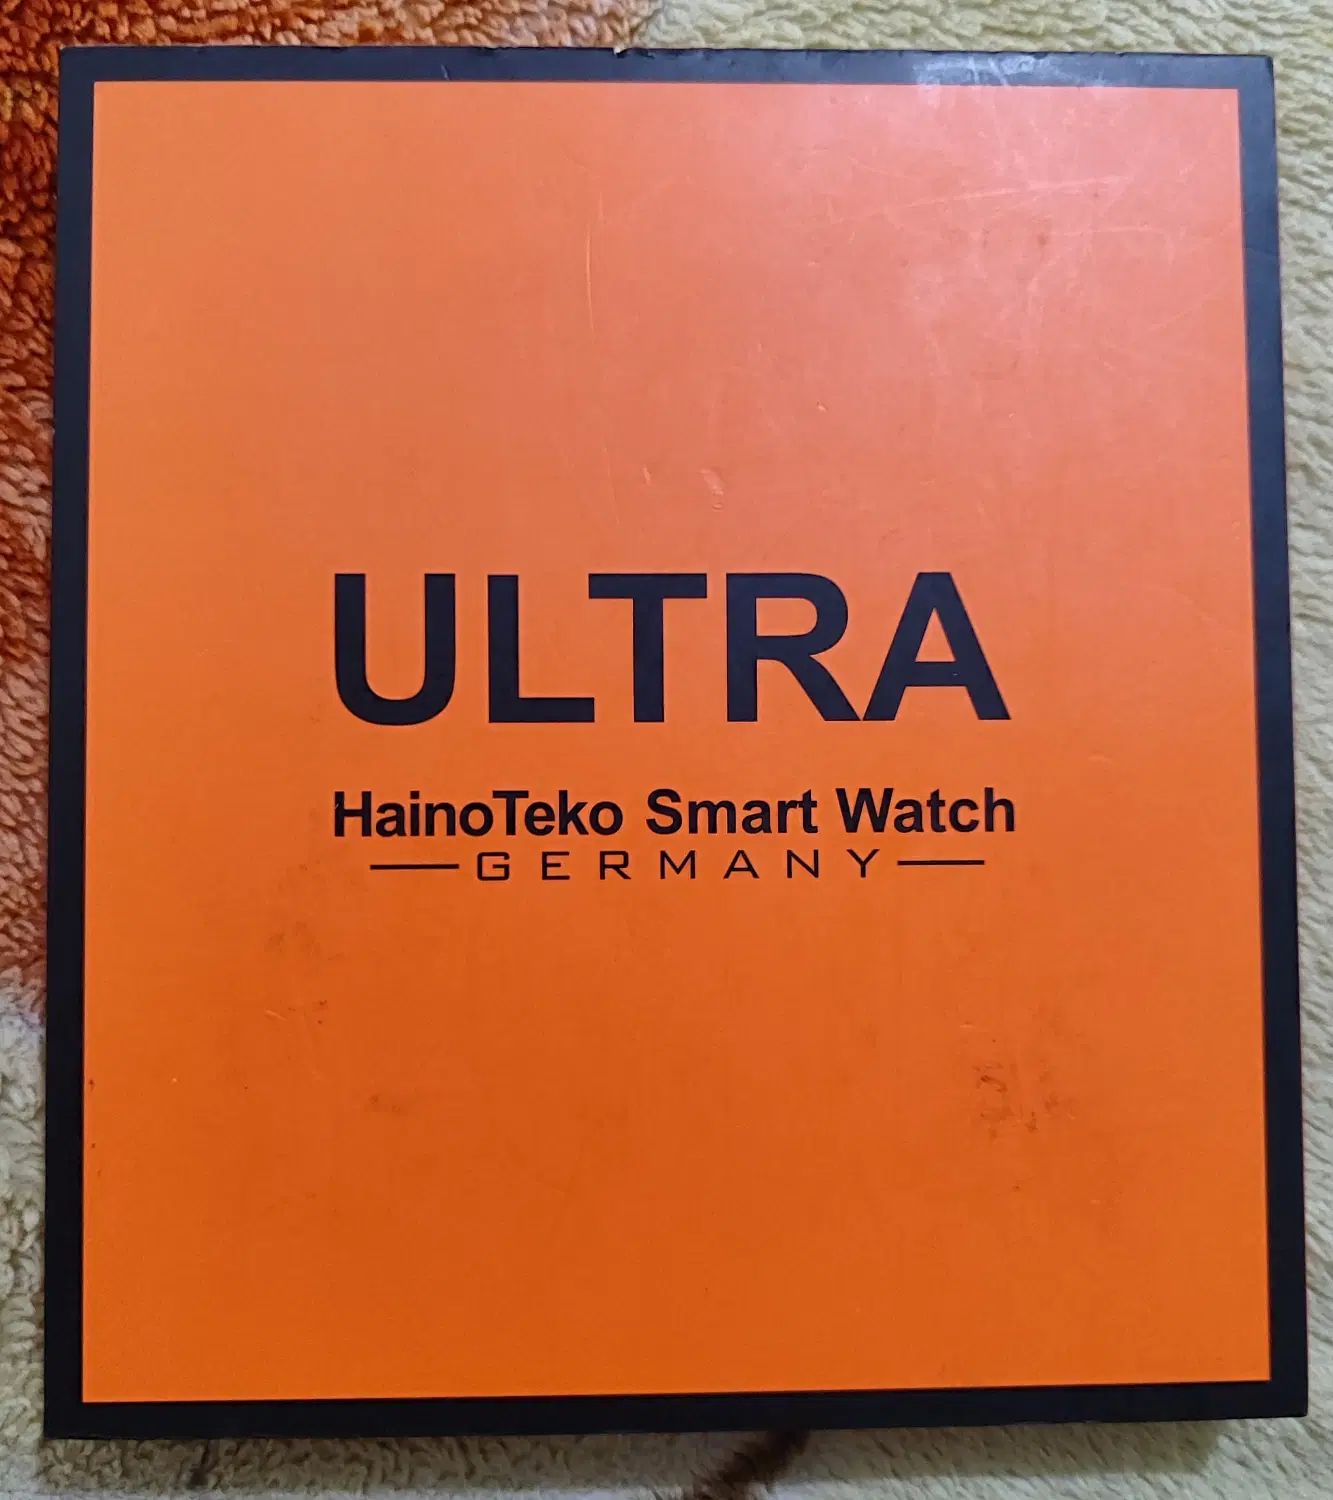 ULTRA
HainoTeko Smart Watch
GERMANY